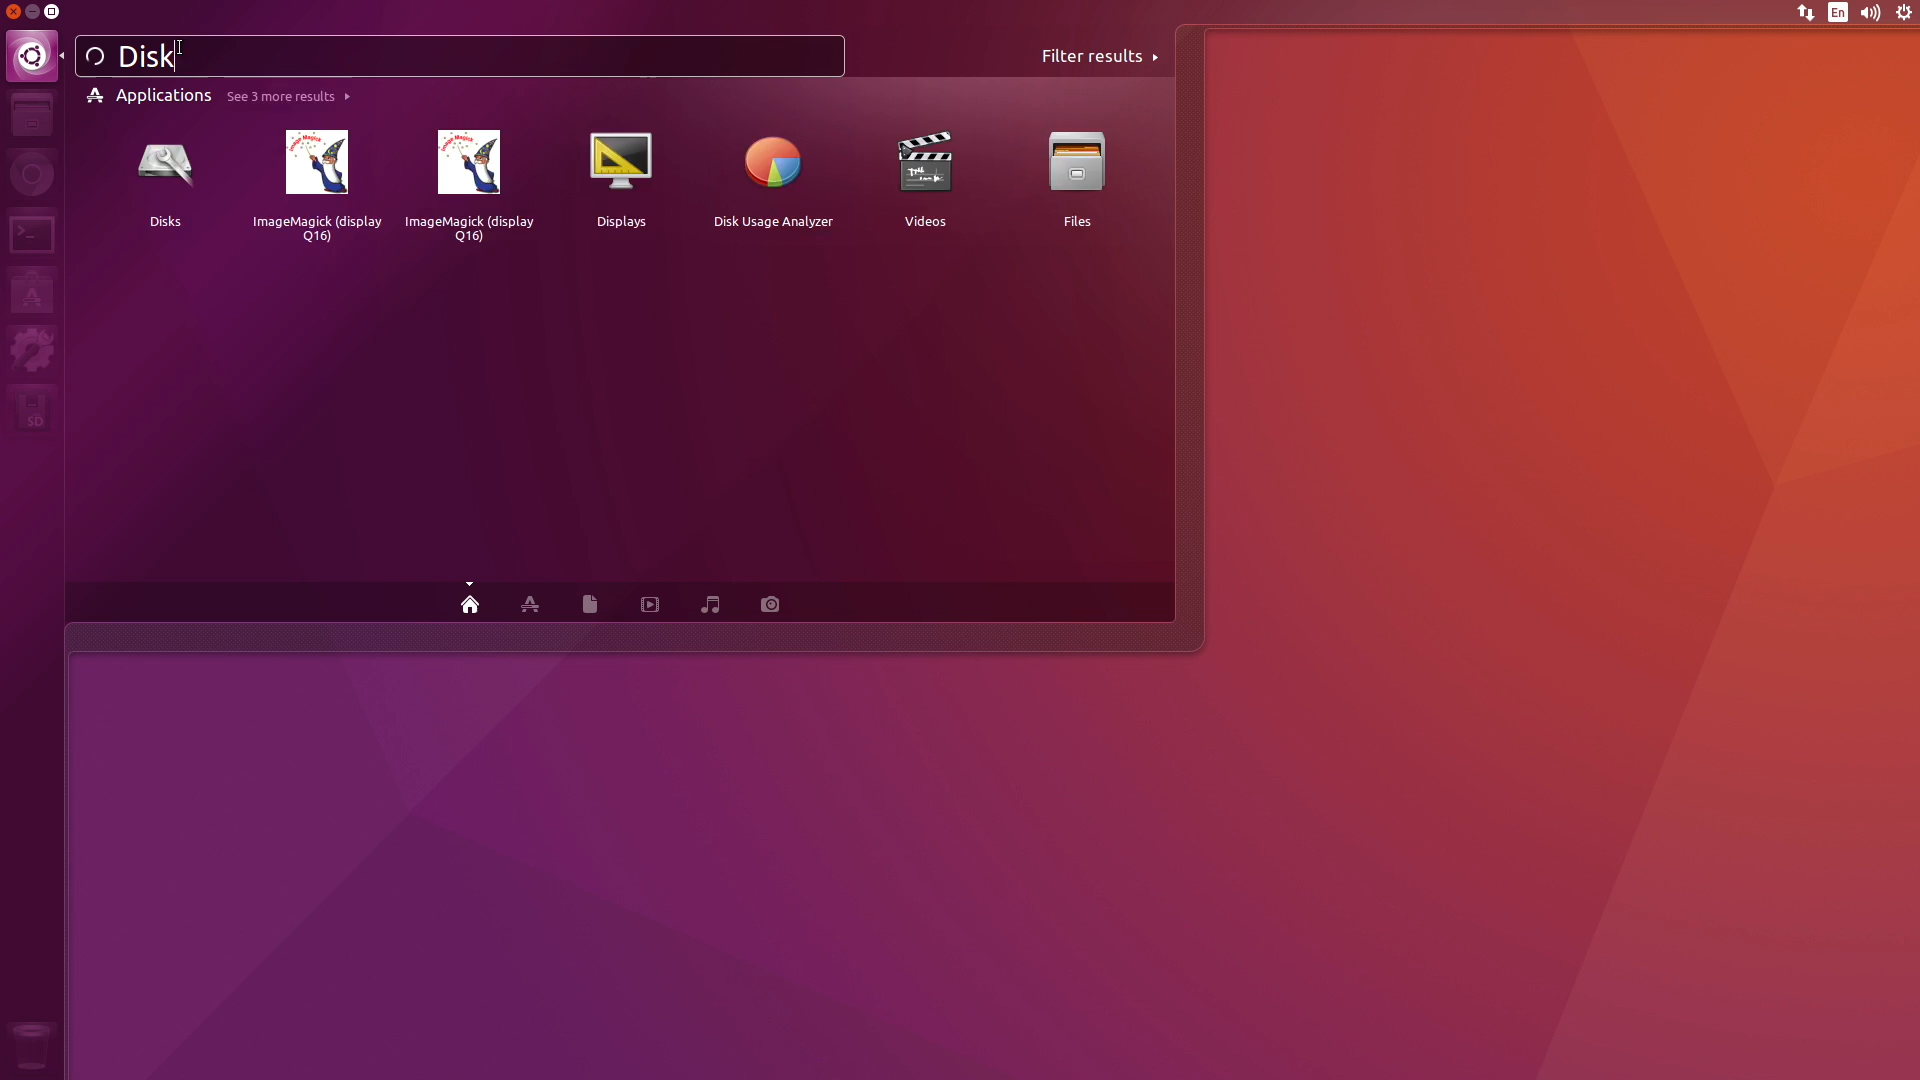 En
Disk
Filter results
Applications See 3 more results
Disks
ImageMagick (display
Q16)
ImageMagick (display
Q16)
Displays
Disk Usage Analyzer
Videos
Files
SD